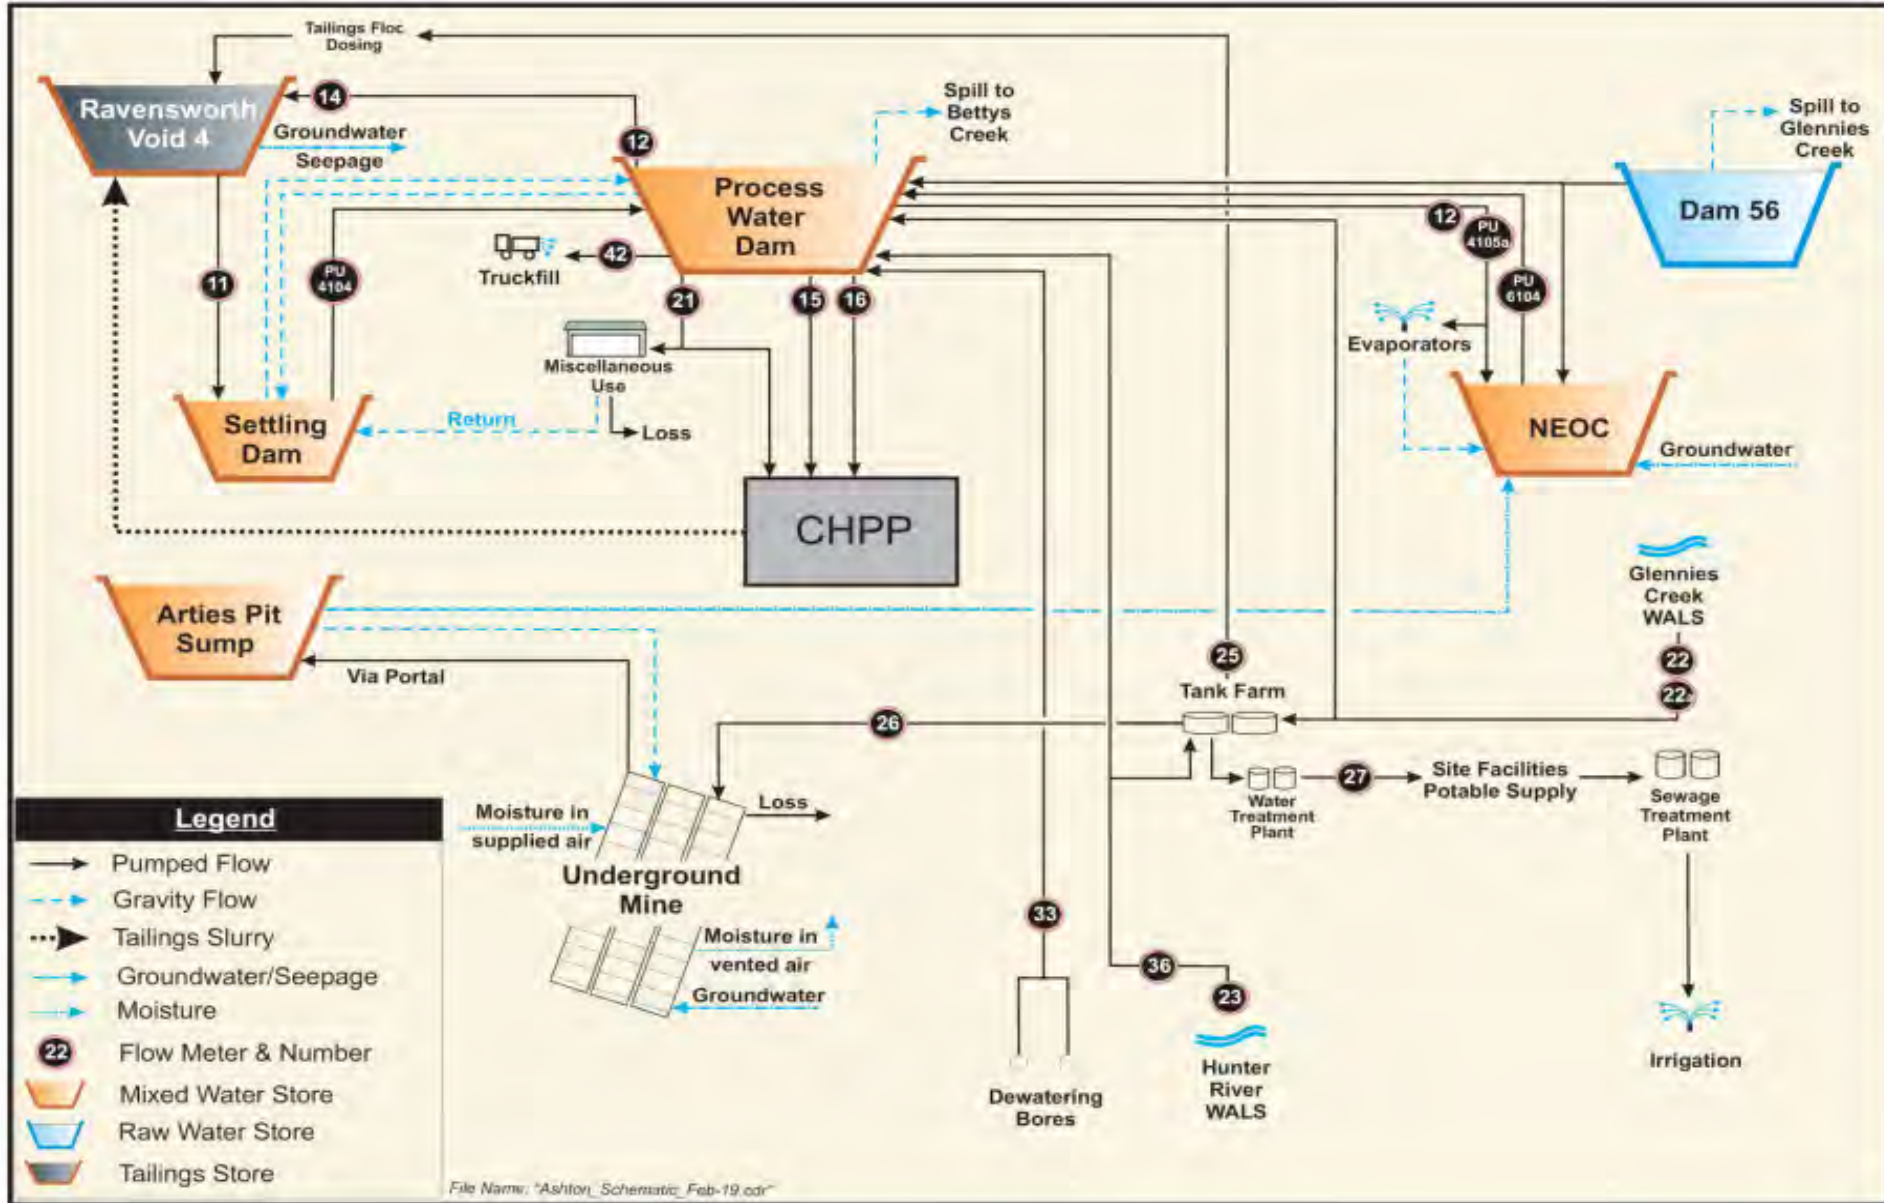 Tailings Floc
Dosing
Ravensworth
Void 4
14
Groundwater
Seepage
12
Spill to
Bettys
Creek
Spill to
Glennies
Creek
Process
Water
Dam
Dam 56
12
PU
4105a
PU
6104
11
PU
4104
42
Truckfill
21
15
16
Miscellaneous
Use
Return
Loss
Evaporators
Settling
Dam
NEOC
Groundwater
CHPP
Arties Pit
Sump
Via Portal
Glennies
Creek
WALS
22
25
Tank Farm
26
27
Site Facilities
Potable Supply
Water
Treatment
Plant
Sewage
Treatment
Plant
Moisture in
supplied air
Loss
Underground
Mine
Moisture in
vented air
Groundwater
33
36
23
Dewatering
Bores
Hunter
River
WALS
Irrigation
Legend
Pumped Flow
Gravity Flow
Tailings Slurry
Groundwater/Seepage
Moisture
22
Flow Meter & Number
Mixed Water Store
Raw Water Store
Tailings Store
File Name: "Ashton_Schematic_Feb-19.cdr"